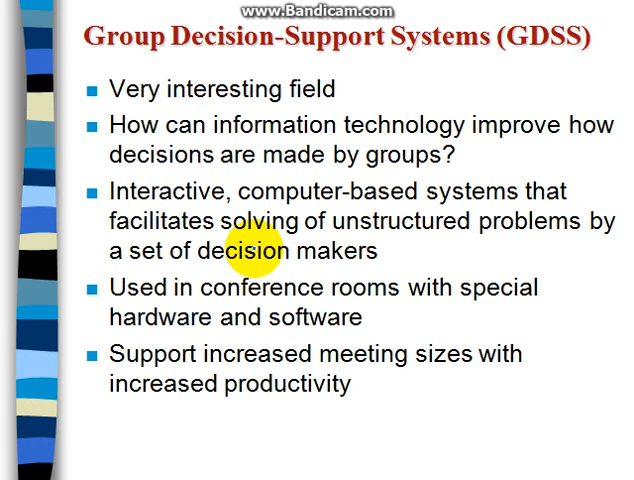 www.Bandicam.com
Group Decision-Support Systems (GDSS)
Very interesting field
How can information technology improve how
decisions are made by groups?
Interactive, computer-based systems that
facilitates solving of unstructured problems by
a set of decision makers
Used in conference rooms with special
hardware and software
Support increased meeting sizes with
increased productivity